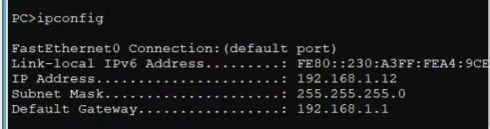 PC>ipconfig
FastEthernet0 Connection:(default port)
Link-local IPv6 Address.........: FE80::230:A3FF:FEA4:9CE
IP Address......................: 192.168.1.12
Subnet Mask.....................: 255.255.255.0
Default Gateway.................: 192.168.1.1